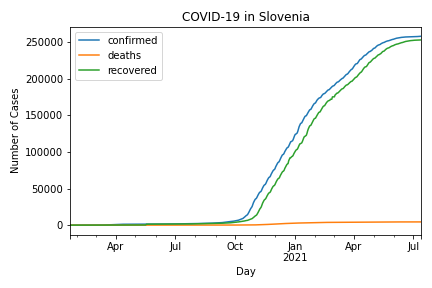 COVID-19 in Slovenia
confirmed
deaths
recovered
Number of Cases
250000
200000
150000
100000
50000
0
Apr
Jul
Oct
Jan
2021
Apr
Jul
Day